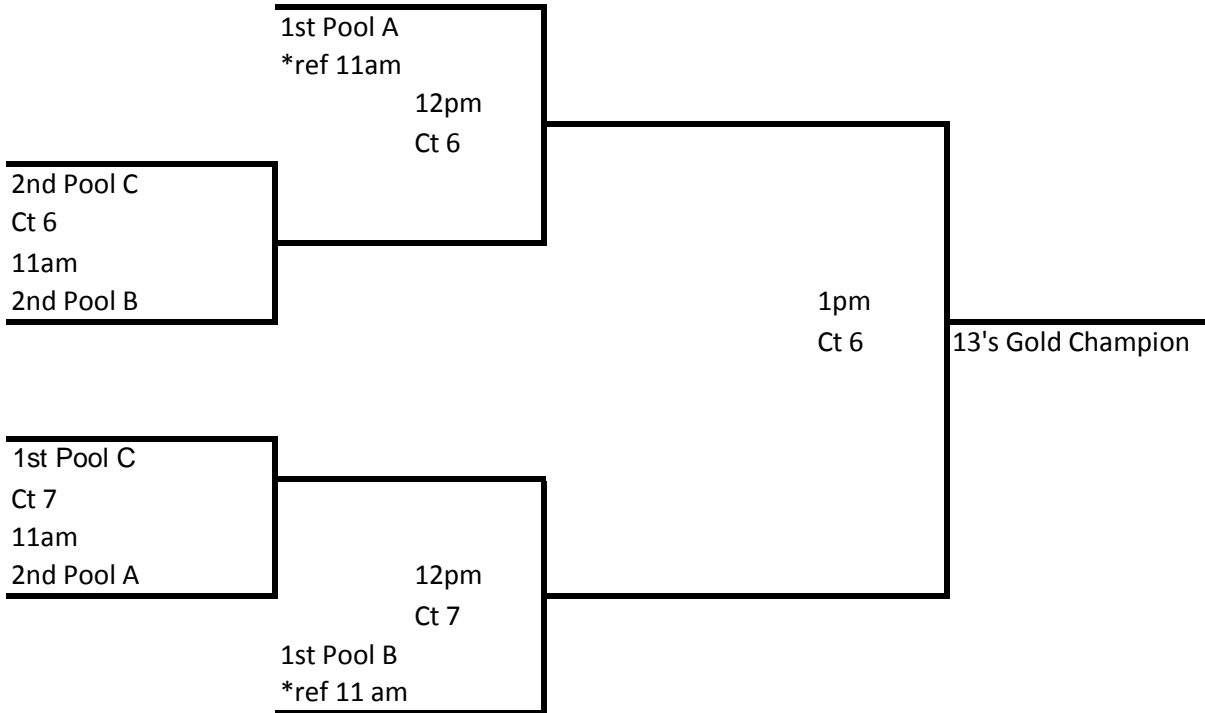 1st Pool A
*ref 11am
12pm
Ct 6
2nd Pool C
Ct 6
11am
2nd Pool B
1pm
Ct 6
13's Gold Champion
1st Pool C
Ct 7
11am
2nd Pool A
12pm
Ct 7
1st Pool B
*ref 11 am